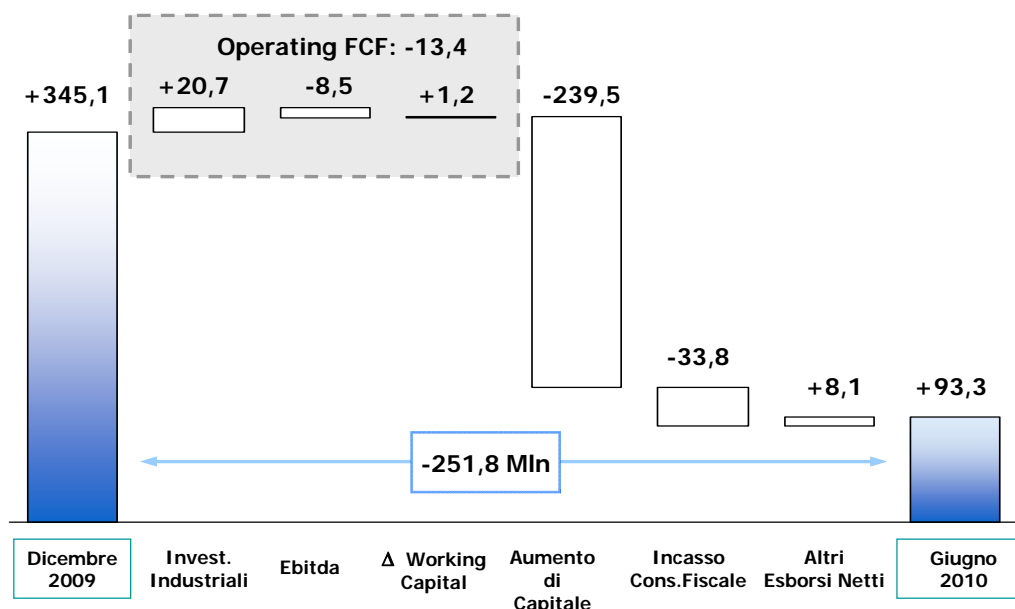 Operating FCF: -13,4
+345,1
+20,7
-8,5
+1,2
-239,5
-33,8
+8,1
+93,3
-251,8 Mln
Dicembre
2009
Invest.
Industriali
Ebitda
Δ Working
Capital
Aumento
di
Capitale
Incasso
Cons.Fiscale
Altri
Esborsi Netti
Giugno
2010